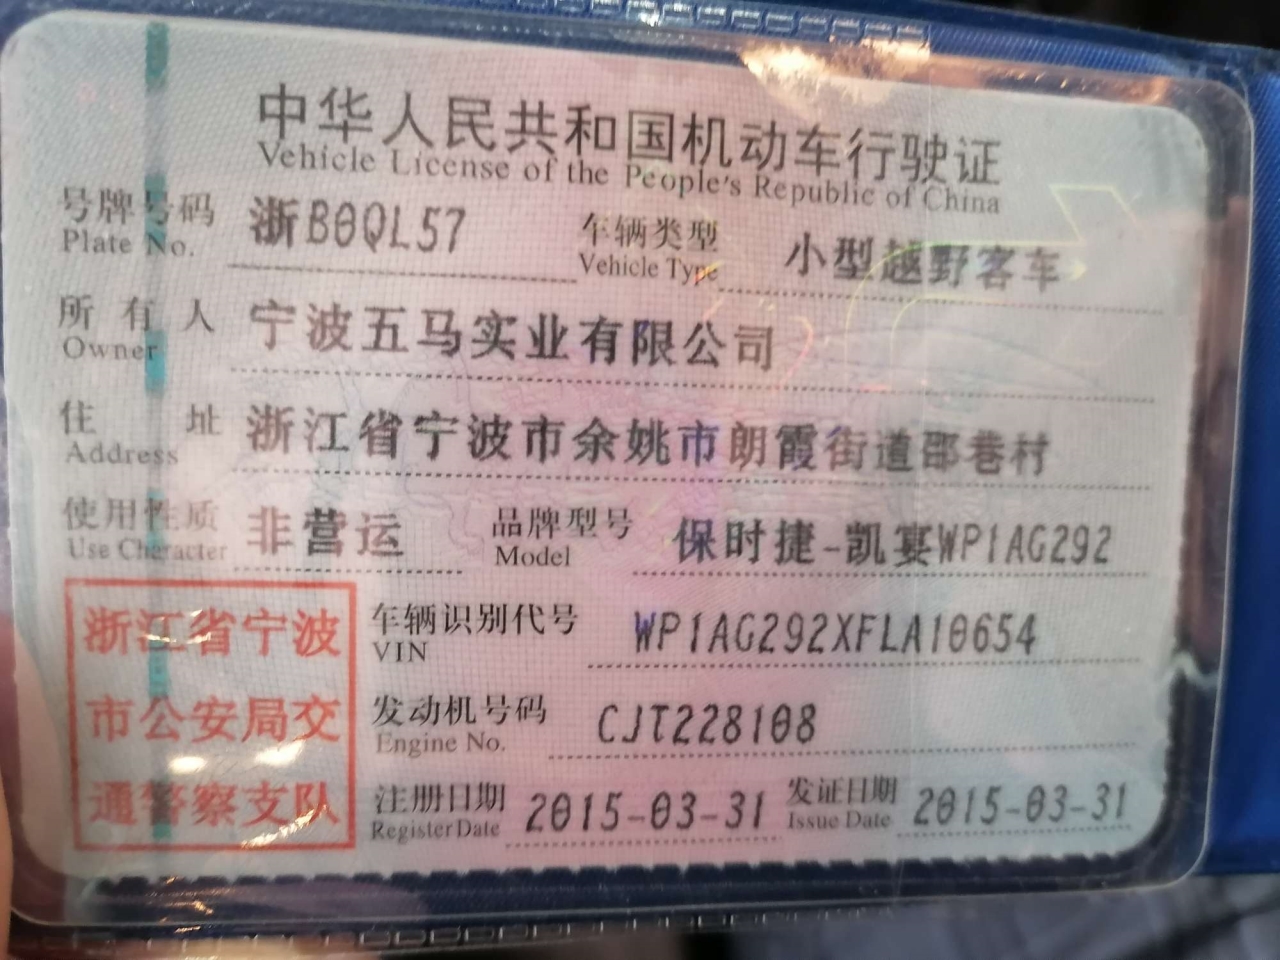 中华人民共和国机动车行驶证
Vehicle License of the People's Republic of China
号牌号码 浙B0QL57 车辆类型 小型越野客车
Plate No. Vehicle Type
所有人 宁波五马实业有限公司
Owner
住址 浙江省宁波市余姚市朗霞街道邵巷村
Address
使用性质 非营运 品牌型号 保时捷-凯宴WP1AG292
Use Character Model
浙江省宁波 车辆识别代号 WP1AG292XFLA10654
VIN
市公安局交 发动机号码 CJT228108
Engine No.
通警察支队 注册日期 2015-03-31 发证日期 2015-03-31
Register Date Issue Date